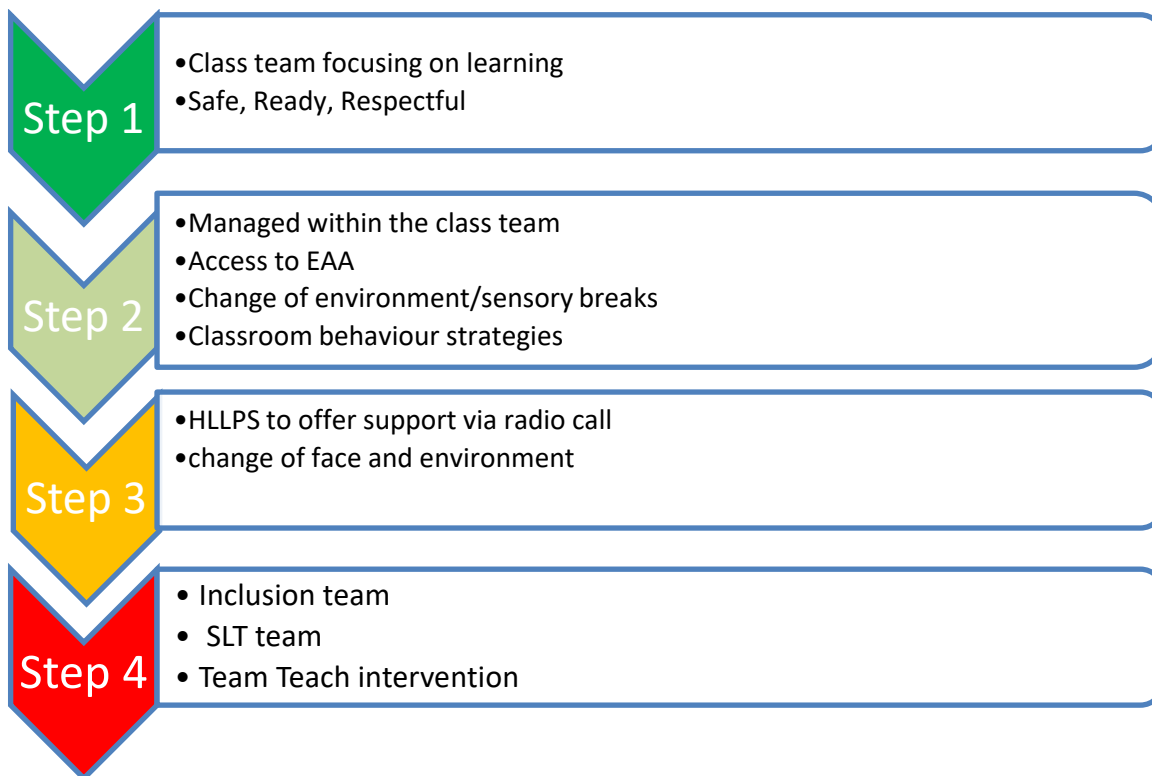 Step 1
•Class team focusing on learning
•Safe, Ready, Respectful
Step 2
•Managed within the class team
•Access to EAA
•Change of environment/sensory breaks
•Classroom behaviour strategies
Step 3
•HLLPS to offer support via radio call
•change of face and environment
Step 4
• Inclusion team
• SLT team
• Team Teach intervention